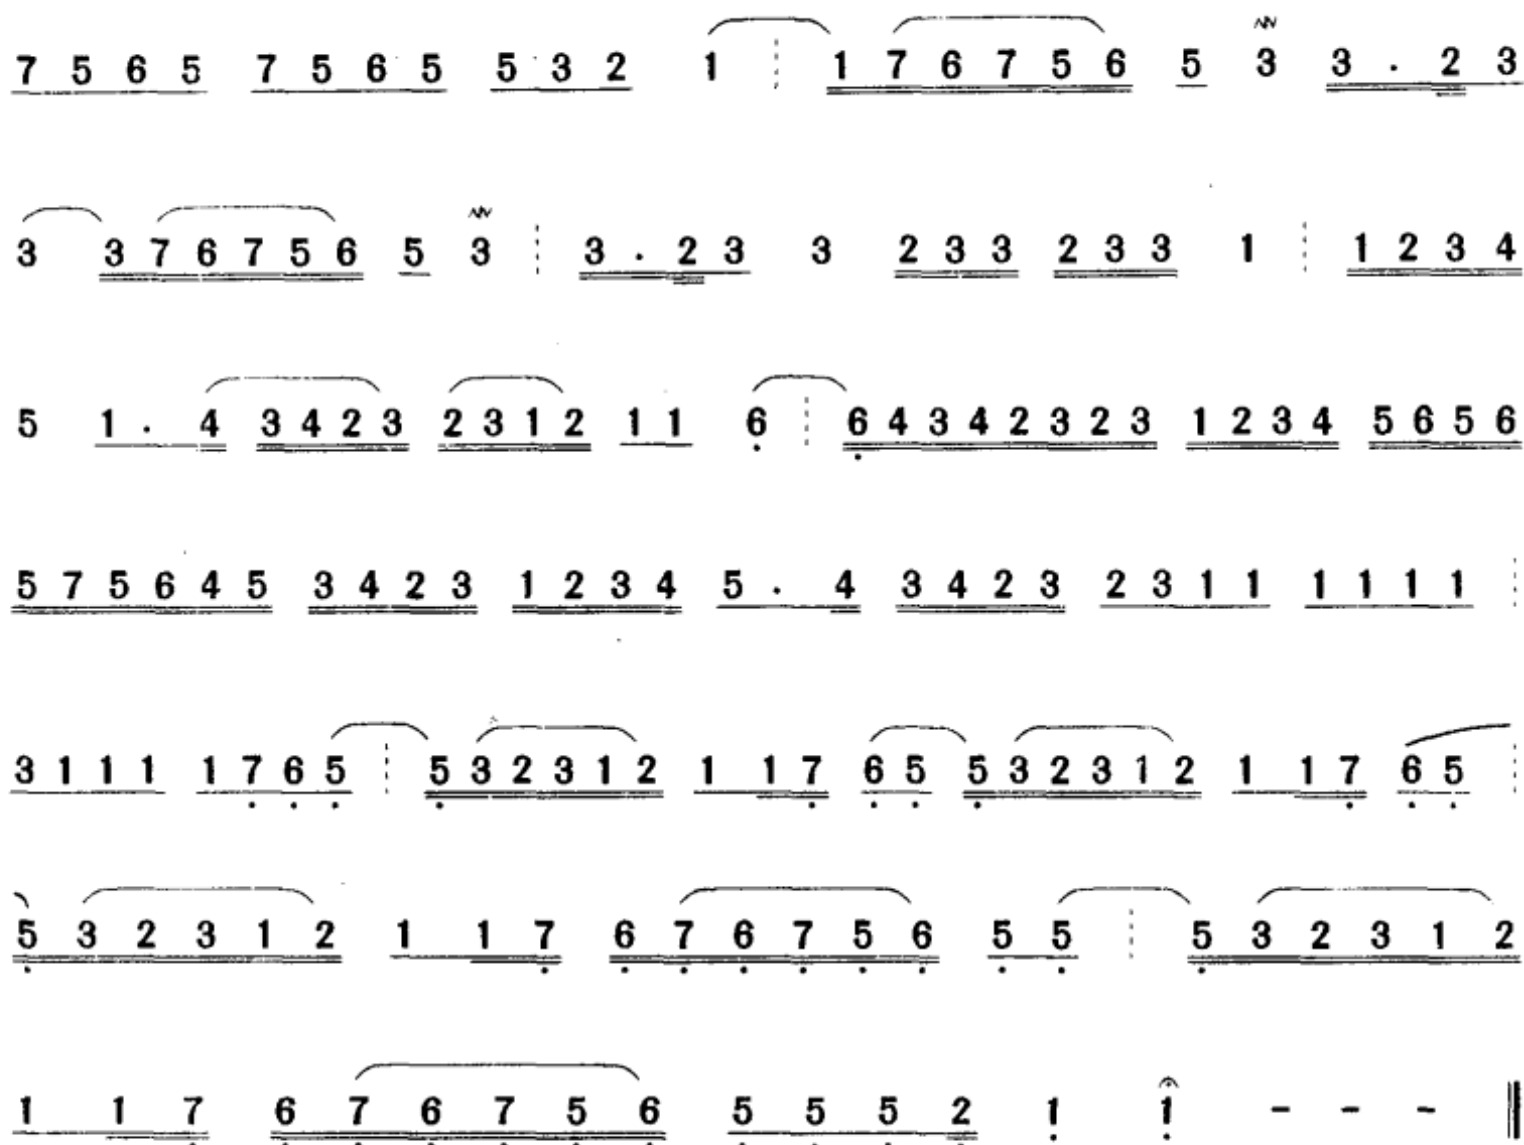 7 5 6 5 7 5 6 5 5 3 2 1 ┊ 1 7 6 7 5 6 5 3 3 . 2 3
3 3 7 6 7 5 6 5 3 ┊ 3 . 2 3 3 2 3 3 2 3 3 1 ┊ 1 2 3 4
5 1 . 4 3 4 2 3 2 3 1 2 1 1 6̣ ┊ 6̣ 4 3 4 2 3 2 3 1 2 3 4 5 6 5 6
5 7 5 6 4 5 3 4 2 3 1 2 3 4 5 . 4 3 4 2 3 2 3 1 1 1 1 1 1 ┊
3 1 1 1 1 7̣ 6̣ 5̣ ┊ 5̣ 3 2 3 1 2 1 1 7̣ 6̣ 5̣ 5̣ 3 2 3 1 2 1 1 7̣ 6̣ 5̣ ┊
5̣ 3 2 3 1 2 1 1 7̣ 6̣ 7̣ 6̣ 7̣ 5̣ 6̣ 5̣ 5̣ ┊ 5̣ 3 2 3 1 2
1 1 7̣ 6̣ 7̣ 6̣ 7̣ 5̣ 6̣ 5̣ 5̣ 5̣ 2̣ 1̣ 1̣ - - - ‖